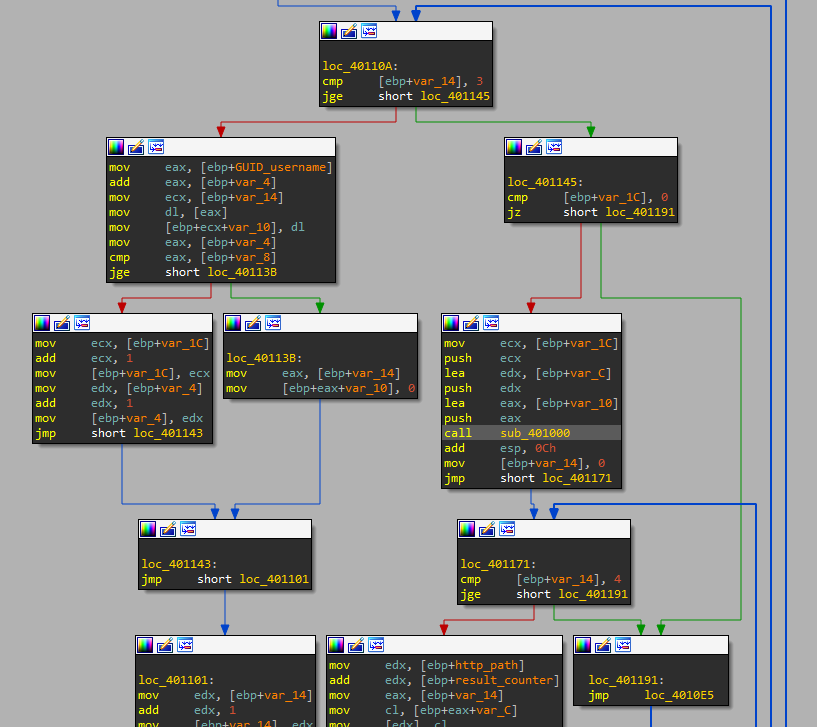 loc_40110A:
cmp [ebp+var_14], 3
jge short loc_401145
mov eax, [ebp+GUID_username]
add eax, [ebp+var_4]
mov ecx, [ebp+var_14]
mov dl, [eax]
mov [ebp+ecx+var_10], dl
mov eax, [ebp+var_4]
cmp eax, [ebp+var_8]
jge short loc_40113B
loc_401145:
cmp [ebp+var_1C], 0
jz short loc_401191
mov ecx, [ebp+var_1C]
add ecx, 1
mov [ebp+var_1C], ecx
mov edx, [ebp+var_4]
add edx, 1
mov [ebp+var_4], edx
jmp short loc_401143
loc_40113B:
mov eax, [ebp+var_14]
mov [ebp+eax+var_10], 0
mov ecx, [ebp+var_1C]
push ecx
lea edx, [ebp+var_C]
push edx
lea eax, [ebp+var_10]
push eax
call sub_401000
add esp, 0Ch
mov [ebp+var_14], 0
jmp short loc_401171
loc_401143:
jmp short loc_401101
loc_401171:
cmp [ebp+var_14], 4
jge short loc_401191
loc_401101:
mov edx, [ebp+var_14]
add edx, 1
mov [ebp+var_14], edx
mov edx, [ebp+http_path]
add edx, [ebp+result_counter]
mov eax, [ebp+var_14]
mov cl, [ebp+eax+var_C]
mov [edx], cl
loc_401191:
jmp loc_4010E5